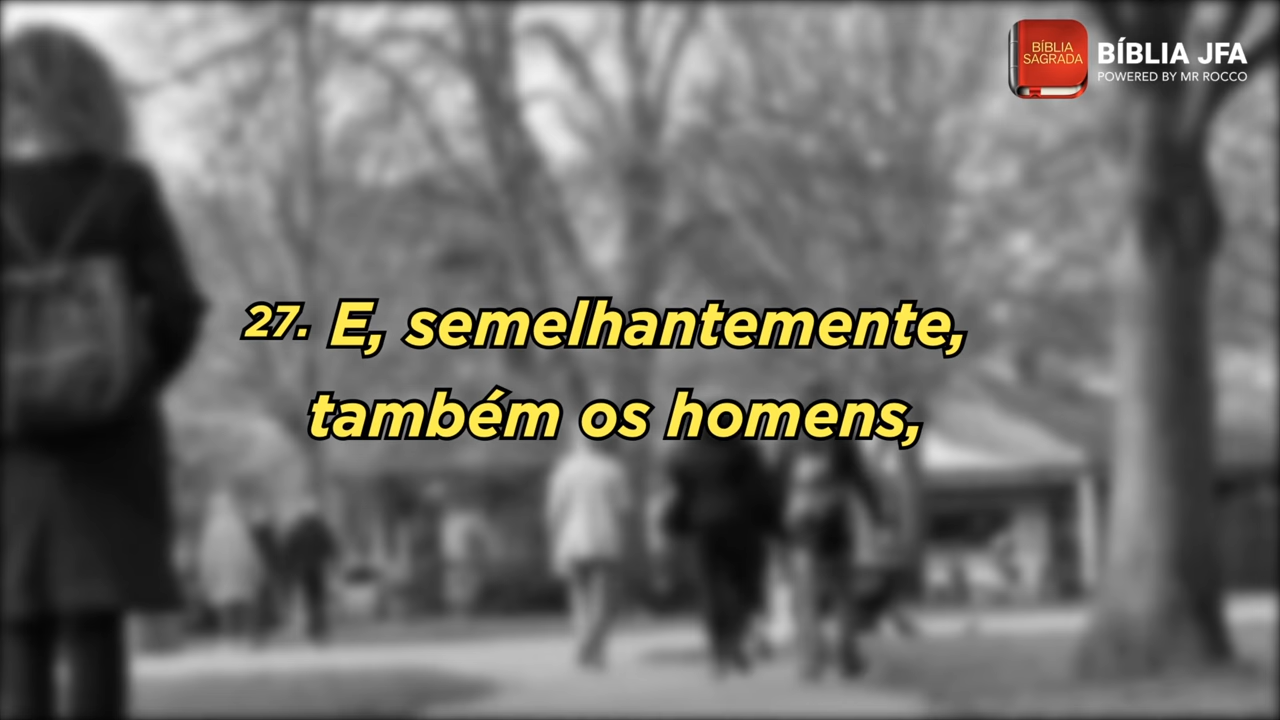 BÍBLIA
SAGRADA
BÍBLIA JFA
POWERED BY MR ROCCO
27. E, semelhantemente,
também os homens,